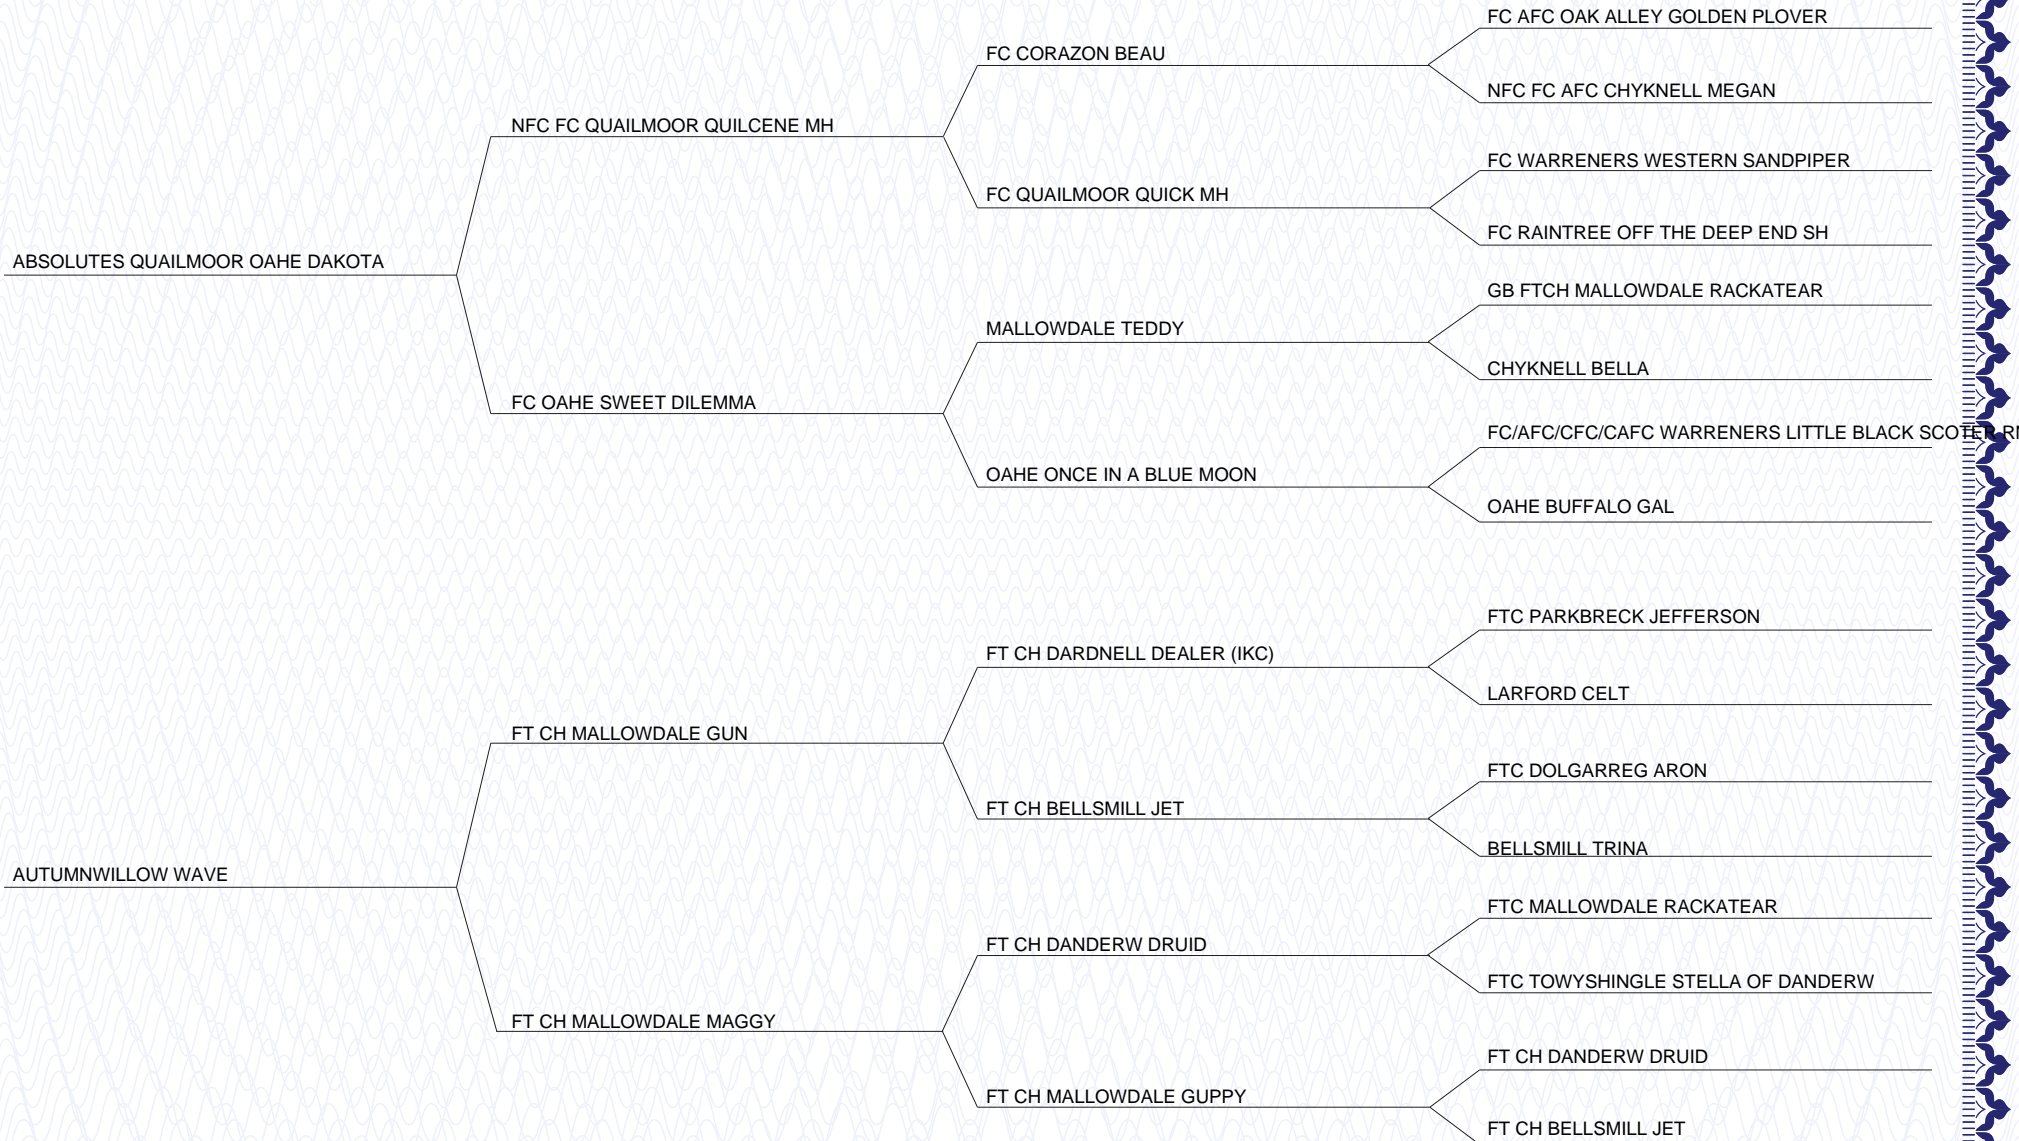 FC AFC OAK ALLEY GOLDEN PLOVER
FC CORAZON BEAU
NFC FC AFC CHYKNELL MEGAN
NFC FC QUAILMOOR QUILCENE MH
FC WARRENERS WESTERN SANDPIPER
FC QUAILMOOR QUICK MH
FC RAINTREE OFF THE DEEP END SH
ABSOLUTES QUAILMOOR OAHE DAKOTA
GB FTCH MALLOWDALE RACKATEAR
MALLOWDALE TEDDY
CHYKNELL BELLA
FC OAHE SWEET DILEMMA
FC/AFC/CFC/CAFC WARRENERS LITTLE BLACK SCOTER
OAHE ONCE IN A BLUE MOON
OAHE BUFFALO GAL
FTC PARKBRECK JEFFERSON
FT CH DARDNELL DEALER (IKC)
LARFORD CELT
FT CH MALLOWDALE GUN
FTC DOLGARREG ARON
FT CH BELLSMILL JET
BELLSMILL TRINA
AUTUMNWILLOW WAVE
FTC MALLOWDALE RACKATEAR
FT CH DANDERW DRUID
FTC TOWYSHINGLE STELLA OF DANDERW
FT CH MALLOWDALE MAGGY
FT CH DANDERW DRUID
FT CH MALLOWDALE GUPPY
FT CH BELLSMILL JET